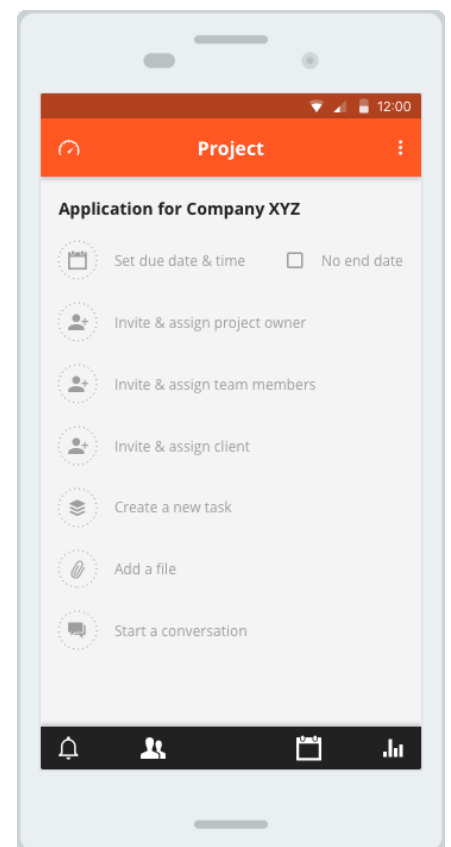 12:00
Project
Application for Company XYZ
Set due date & time No end date
Invite & assign project owner
Invite & assign team members
Invite & assign client
Create a new task
Add a file
Start a conversation